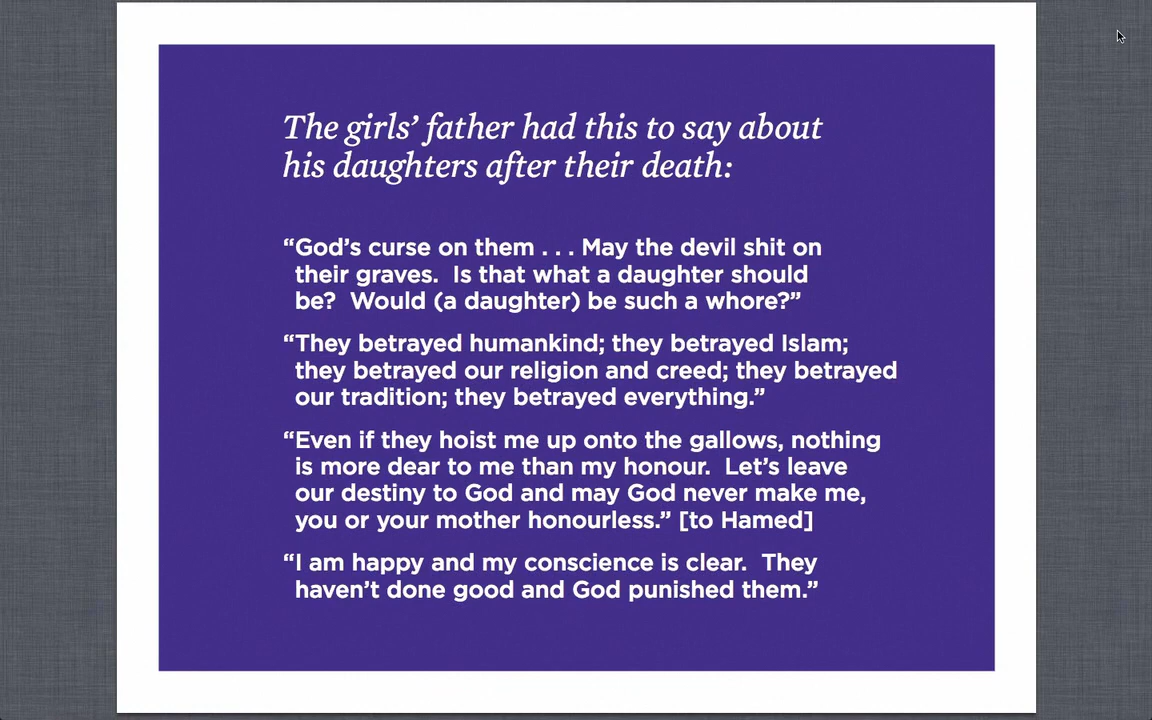 The girls’ father had this to say about
his daughters after their death:
“God’s curse on them . . . May the devil shit on
their graves.  Is that what a daughter should
be?  Would (a daughter) be such a whore?”
“They betrayed humankind; they betrayed Islam;
they betrayed our religion and creed; they betrayed
our tradition; they betrayed everything.”
“Even if they hoist me up onto the gallows, nothing
is more dear to me than my honour.  Let’s leave
our destiny to God and may God never make me,
you or your mother honourless.” [to Hamed]
“I am happy and my conscience is clear.  They
haven’t done good and God punished them.”